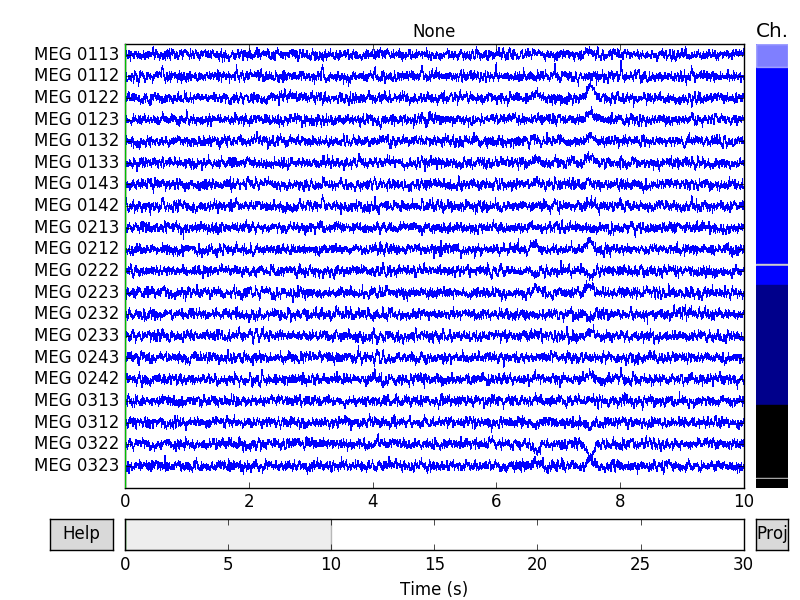 None
Ch.
MEG 0113
MEG 0112
MEG 0122
MEG 0123
MEG 0132
MEG 0133
MEG 0143
MEG 0142
MEG 0213
MEG 0212
MEG 0222
MEG 0223
MEG 0232
MEG 0233
MEG 0243
MEG 0242
MEG 0313
MEG 0312
MEG 0322
MEG 0323
0 2 4 6 8 10
Help
Proj
0 5 10 15 20 25 30
Time (s)